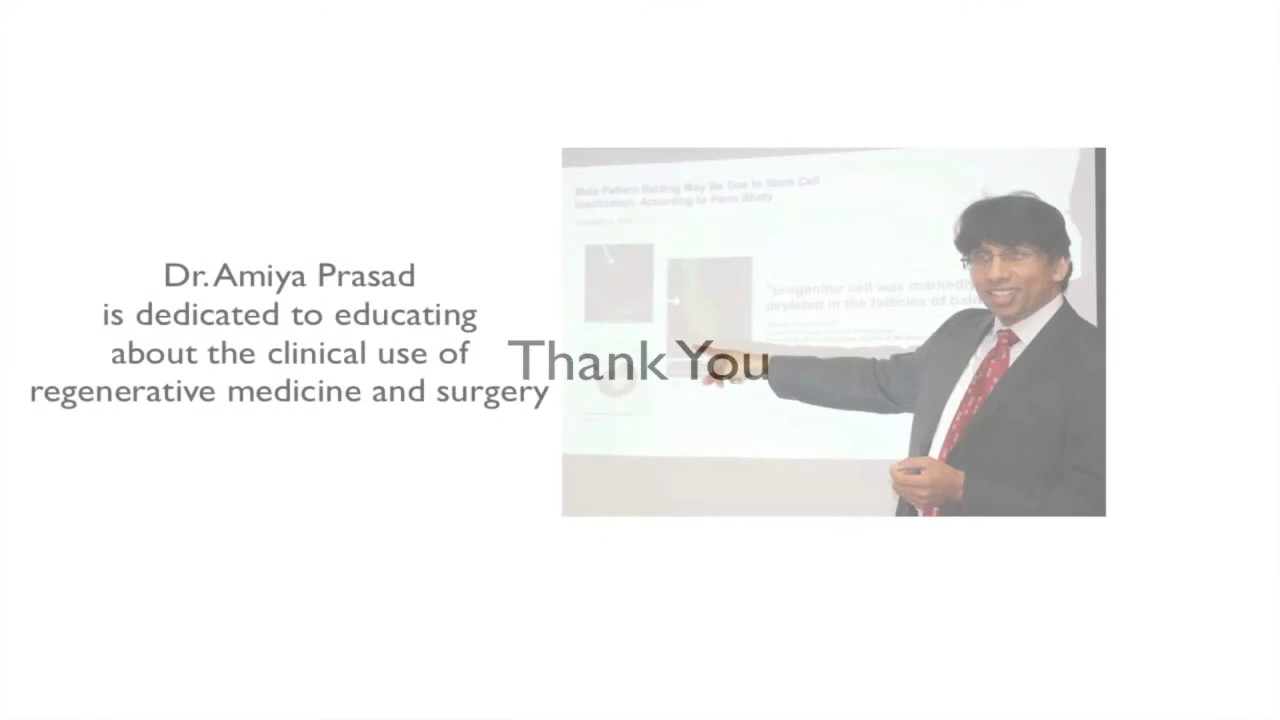 Dr. Amiya Prasad
is dedicated to educating
about the clinical use of
regenerative medicine and surgery
Thank You
Male Pattern Balding May Be Due to Stem Cell
Inactivation, According to Penn Study
"progenitor cell was markedly
depleted in the follicles of bald